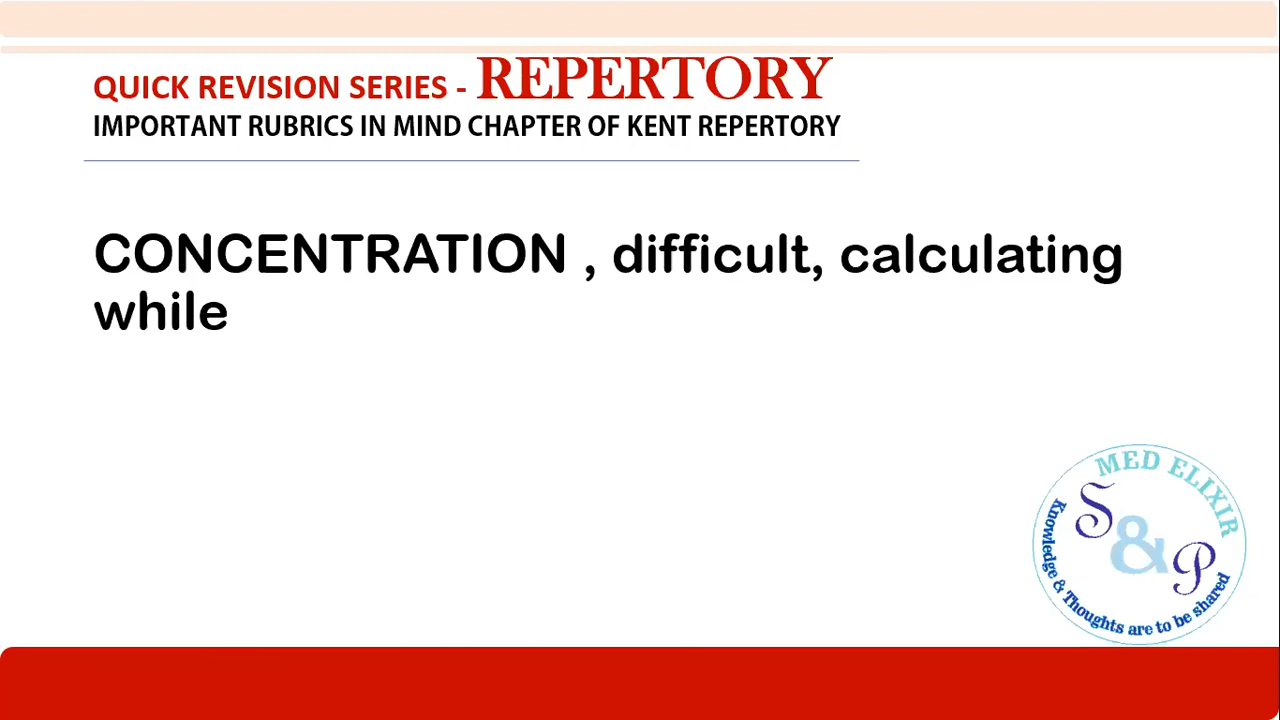 QUICK REVISION SERIES - REPERTORY
IMPORTANT RUBRICS IN MIND CHAPTER OF KENT REPERTORY
CONCENTRATION , difficult, calculating
while
MED ELIXIR
S & P
Knowledge & Thoughts are to be shared